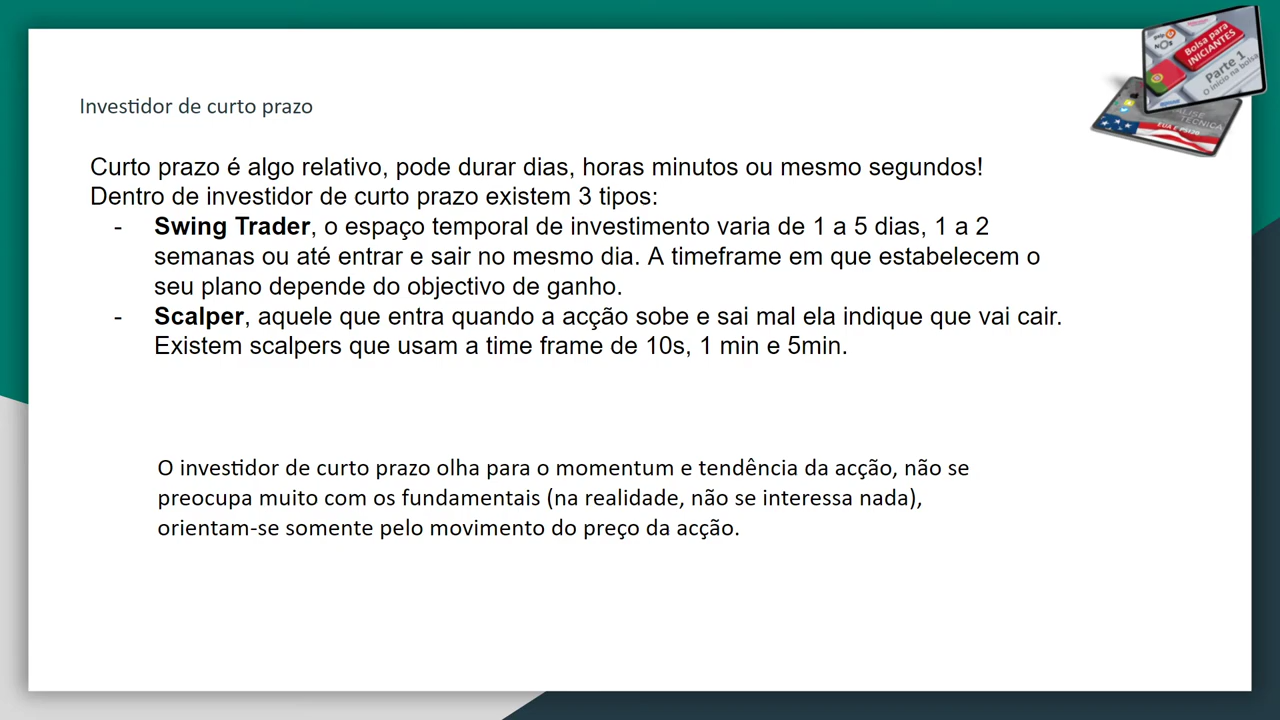 Investidor de curto prazo
Curto prazo é algo relativo, pode durar dias, horas minutos ou mesmo segundos!
Dentro de investidor de curto prazo existem 3 tipos:
- Swing Trader, o espaço temporal de investimento varia de 1 a 5 dias, 1 a 2
semanas ou até entrar e sair no mesmo dia. A timeframe em que estabelecem o
seu plano depende do objectivo de ganho.
- Scalper, aquele que entra quando a acção sobe e sai mal ela indique que vai cair.
Existem scalpers que usam a time frame de 10s, 1 min e 5min.
O investidor de curto prazo olha para o momentum e tendência da acção, não se
preocupa muito com os fundamentais (na realidade, não se interessa nada),
orientam-se somente pelo movimento do preço da acção.
NOS
Bolsa para
INICIANTES
Parte 1
O início na bolsa
TÉCNICA
EUA E PSI20